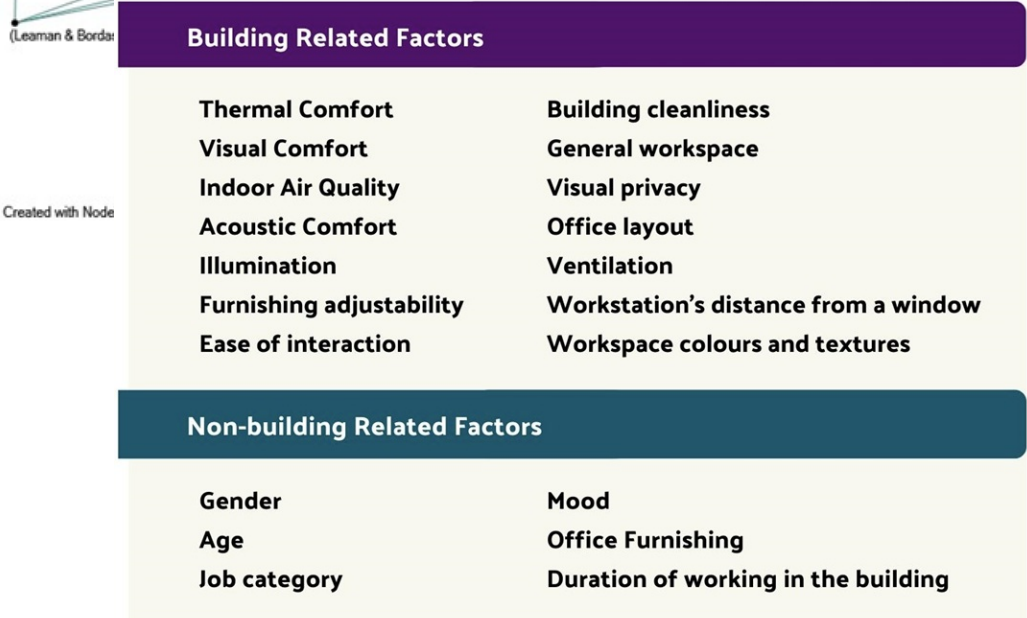 (Leaman &
Created with Node
Building Related Factors
Thermal Comfort
Visual Comfort
Indoor Air Quality
Acoustic Comfort
Illumination
Furnishing adjustability
Ease of interaction
Building cleanliness
General workspace
Visual privacy
Office layout
Ventilation
Workstation's distance from a window
Workspace colours and textures
Non-building Related Factors
Gender
Age
Job category
Mood
Office Furnishing
Duration of working in the building